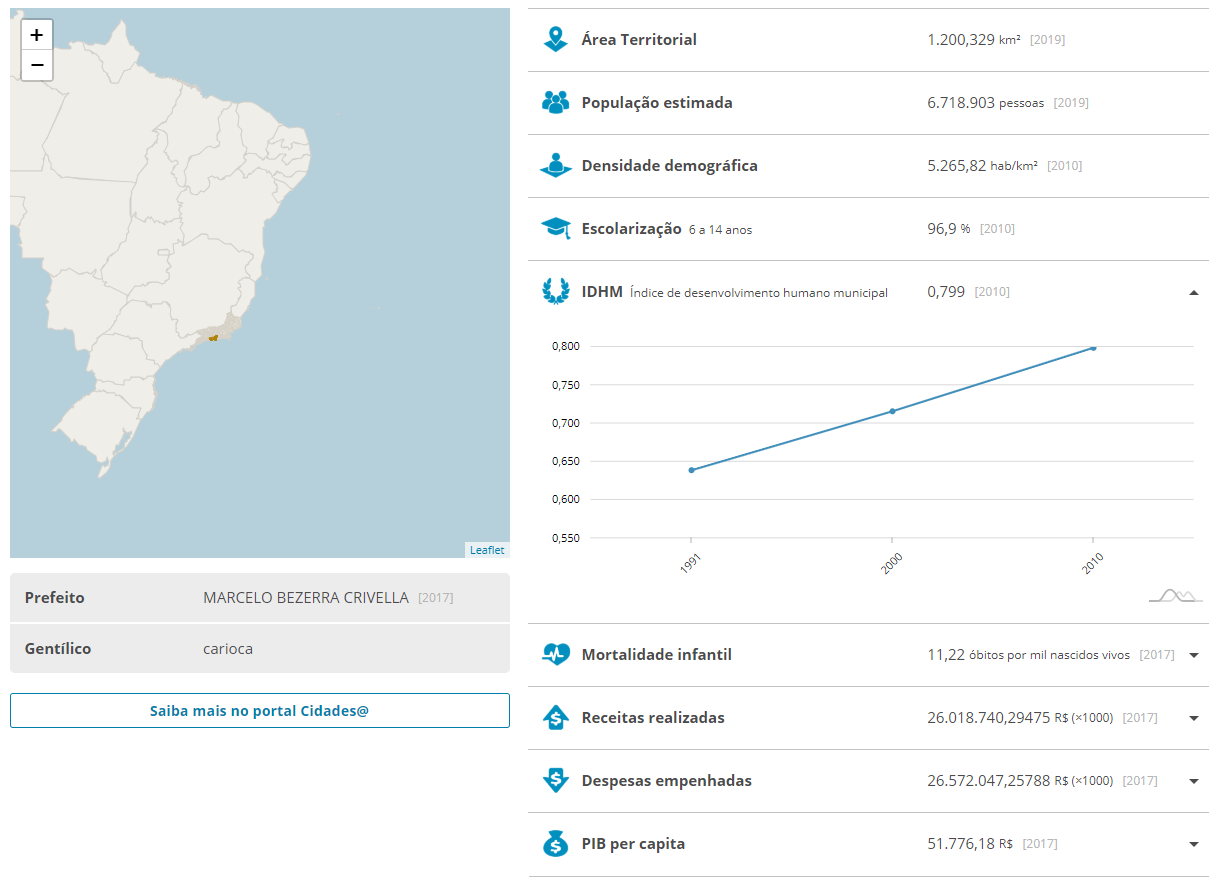 +
−
Leaflet
Prefeito MARCELO BEZERRA CRIVELLA [2017]
Gentílico carioca
Saiba mais no portal Cidades@
Área Territorial 1.200,329 km² [2019]
População estimada 6.718.903 pessoas [2019]
Densidade demográfica 5.265,82 hab/km² [2010]
Escolarização 6 a 14 anos 96,9 % [2010]
IDHM Índice de desenvolvimento humano municipal 0,799 [2010]
0,800
0,750
0,700
0,650
0,600
0,550
1991 2000 2010
Mortalidade infantil 11,22 óbitos por mil nascidos vivos [2017]
Receitas realizadas 26.018.740,29475 R$ (×1000) [2017]
Despesas empenhadas 26.572.047,25788 R$ (×1000) [2017]
PIB per capita 51.776,18 R$ [2017]